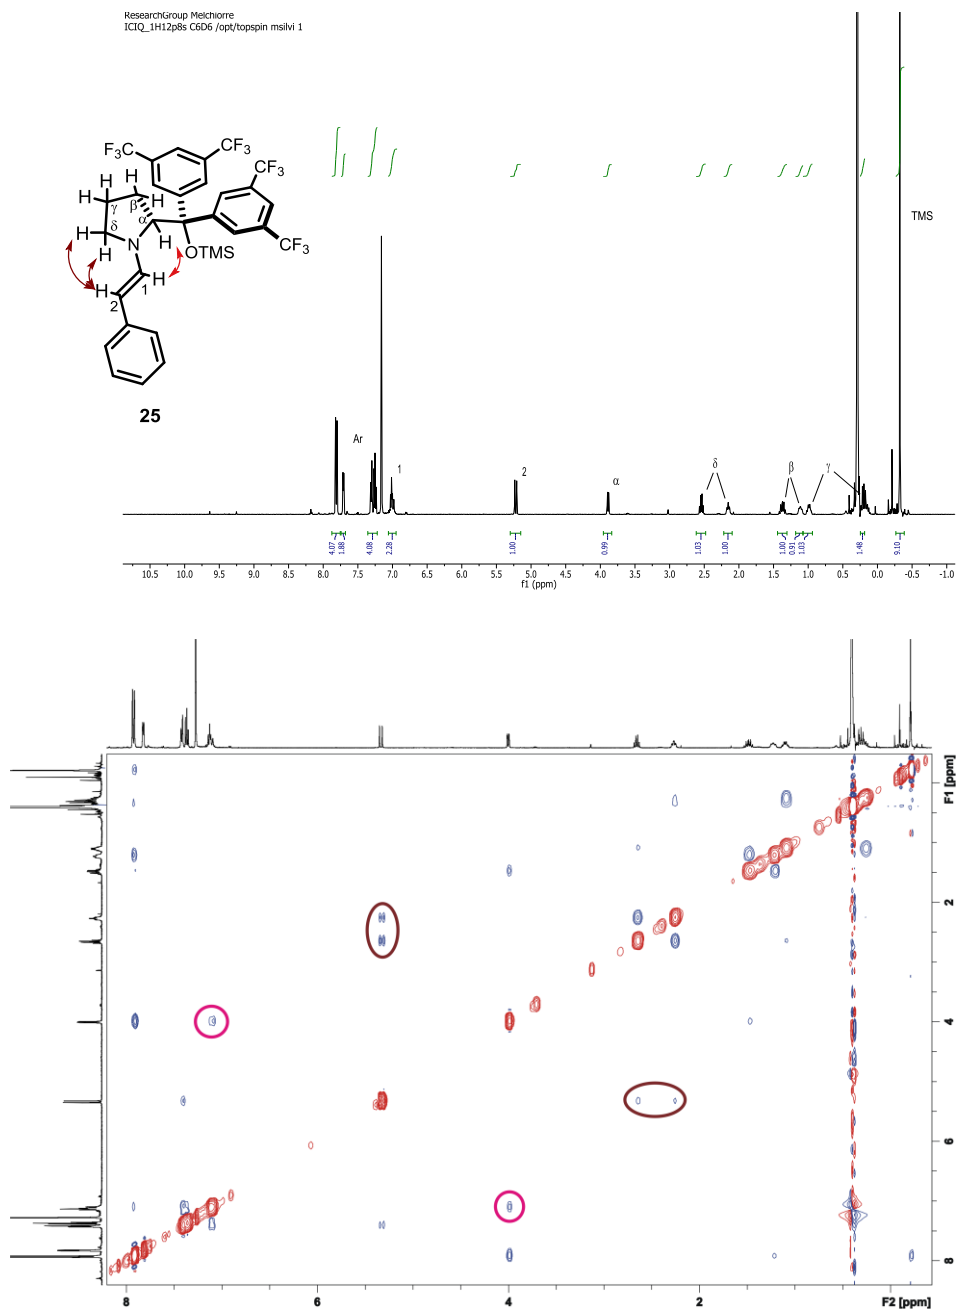 ResearchGroup Melchiorre
ICIQ_1H12p8s C6D6 /opt/topspin msilvi 1
CF3
F3C
CF3
CF3
H
H
H
H
β
γ
α
δ
H
H
N
H
OTMS
CF3
H
H
1
2
25
TMS
Ar
1
2
α
δ
β
γ
4.07
1.88
4.08
2.28
1.00
0.99
1.03
1.00
1.00
0.91
1.03
1.48
9.10
10.5 10.0 9.5 9.0 8.5 8.0 7.5 7.0 6.5 6.0 5.5 5.0 4.5 4.0 3.5 3.0 2.5 2.0 1.5 1.0 0.5 0.0 -0.5 -1.0
f1 (ppm)
F1 [ppm]
2
4
6
8
8 6 4 2 F2 [ppm]